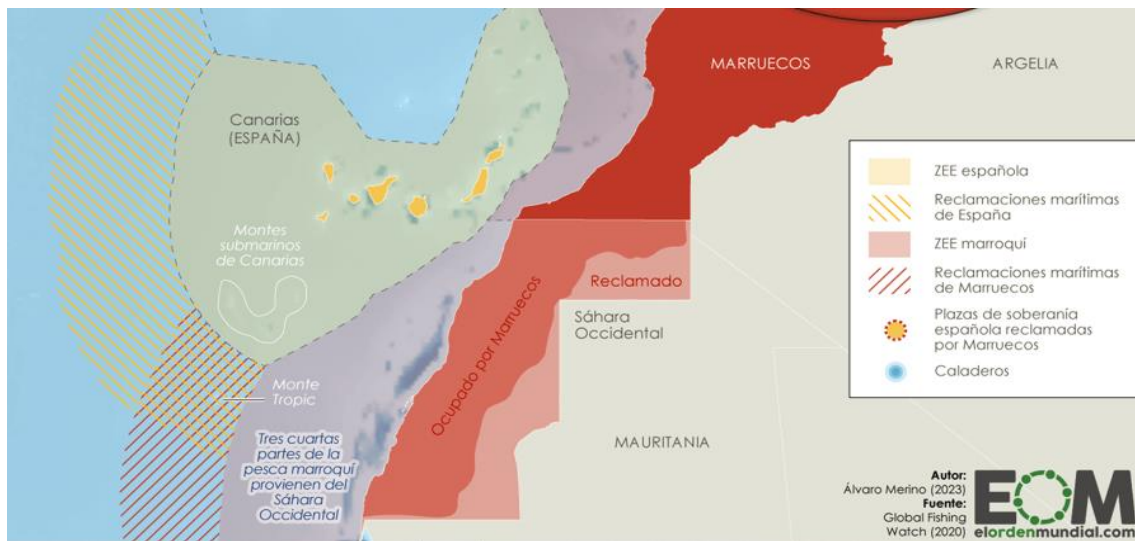 MARRUECOS
ARGELIA
Canarias
(ESPAÑA)
Montes
submarinos
de Canarias
Reclamado
Sáhara
Occidental
Ocupado por Marruecos
Monte
Tropic
Tres cuartas
partes de la
pesca marroquí
provienen del
Sáhara
Occidental
MAURITANIA
ZEE española
Reclamaciones marítimas
de España
ZEE marroquí
Reclamaciones marítimas
de Marruecos
Plazas de soberanía
española reclamadas
por Marruecos
Caladeros
Autor:
Álvaro Merino (2023)
Fuente:
Global Fishing
Watch (2020)
EOM
elordenmundial.com